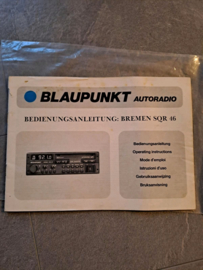 BLAUPUNKT AUTORADIO
BEDIENUNGSANLEITUNG: BREMEN SQR 46
Bedienungsanleitung
Operating instructions
Mode d'emploi
Istruzioni d'uso
Gebruiksaanwijzing
Bruksanvisning